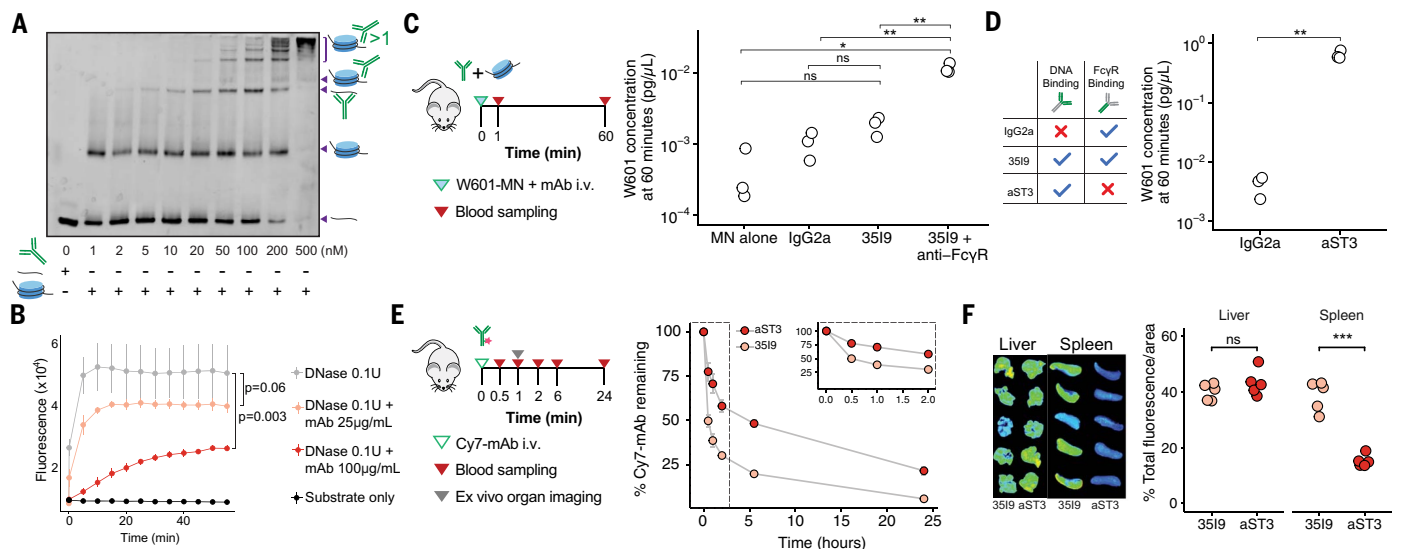 A
>1
0 1 2 5 10 20 50 100 200 500 (nM)
+ - - - - - - - - -
- + + + + + + + + +
B
Fluorescence (x10⁴)
6
4
2
0 20 40
Time (min)
p=0.06
p=0.003
DNase 0.1U
DNase 0.1U +
mAb 25µg/mL
DNase 0.1U +
mAb 100µg/mL
Substrate only
C
+
0 1 60
Time (min)
W601-MN + mAb i.v.
Blood sampling
W601 concentration
at 60 minutes (pg/µL)
10⁻²
10⁻³
10⁻⁴
**
**
*
ns
ns
MN alone IgG2a 35I9 35I9 +
anti–FcγR
D
DNA
Binding
FcγR
Binding
IgG2a
35I9
aST3
W601 concentration
at 60 minutes (pg/µL)
10⁰
10⁻¹
10⁻²
10⁻³
**
IgG2a aST3
E
0 0.5 1 2 6 24
Time (min)
Cy7-mAb i.v.
Blood sampling
Ex vivo organ imaging
% Cy7-mAb remaining
100
75
50
25
0 5 10 15 20 25
Time (hours)
aST3
35I9
100
75
50
25
0.0 0.5 1.0 1.5 2.0
F
Liver Spleen
35I9 aST3 35I9 aST3
% Total fluorescence/area
60
40
20
0
Liver Spleen
ns ***
35I9 aST3 35I9 aST3